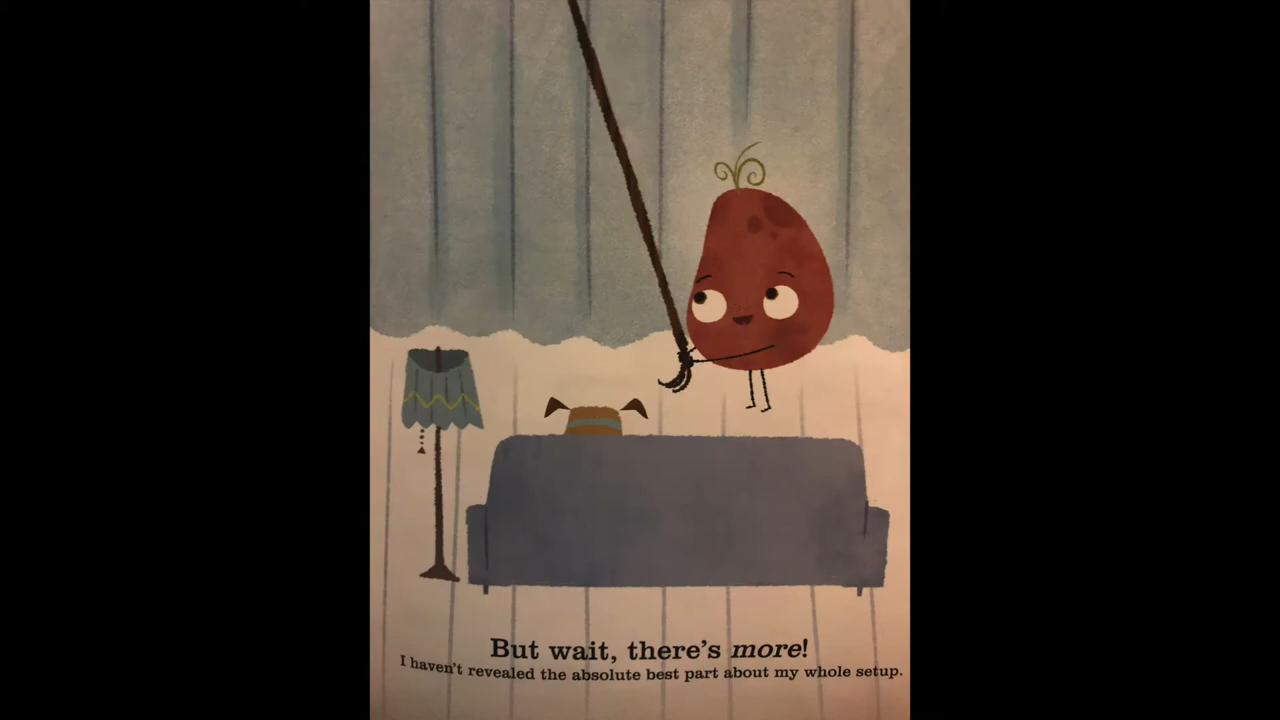 But wait, there's more!
I haven't revealed the absolute best part about my whole setup.